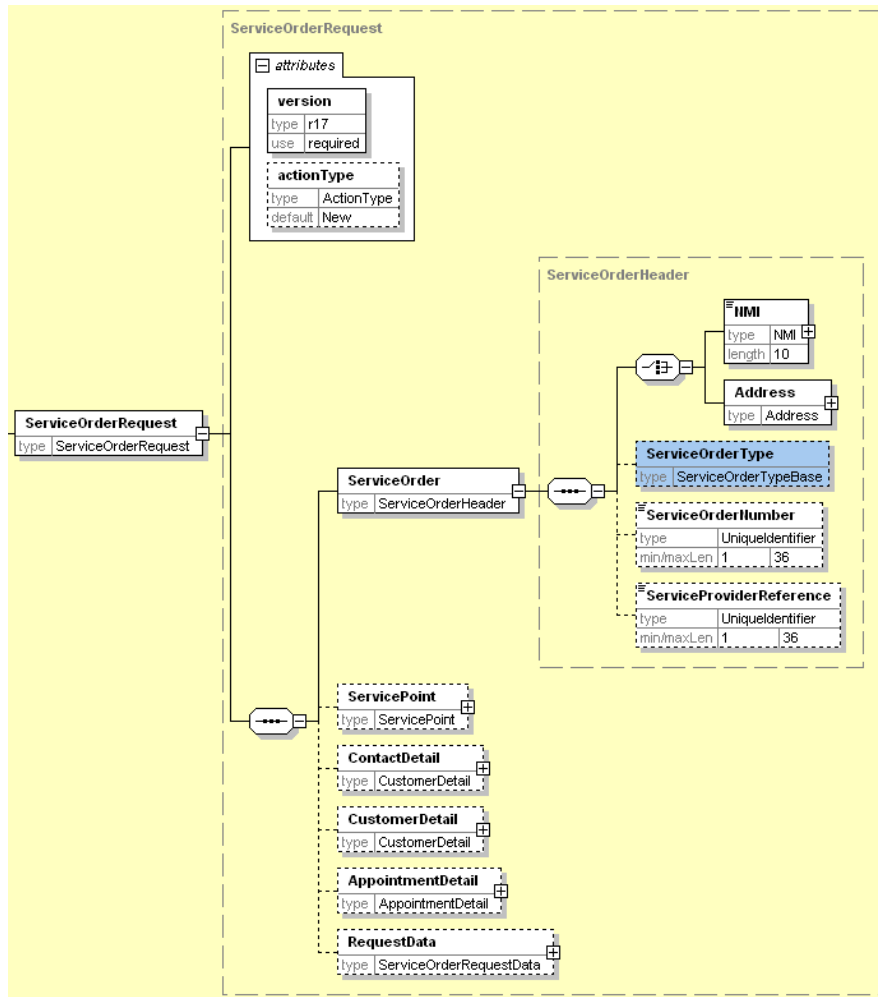 ServiceOrderRequest
attributes
version
type r17
use required
actionType
type ActionType
default New
ServiceOrderHeader
NMI
type NMI
length 10
Address
type Address
ServiceOrderRequest
type ServiceOrderRequest
ServiceOrder
type ServiceOrderHeader
ServiceOrderType
type ServiceOrderTypeBase
ServiceOrderNumber
type UniqueIdentifier
min/maxLen 1 36
ServiceProviderReference
type UniqueIdentifier
min/maxLen 1 36
ServicePoint
type ServicePoint
ContactDetail
type CustomerDetail
CustomerDetail
type CustomerDetail
AppointmentDetail
type AppointmentDetail
RequestData
type ServiceOrderRequestData